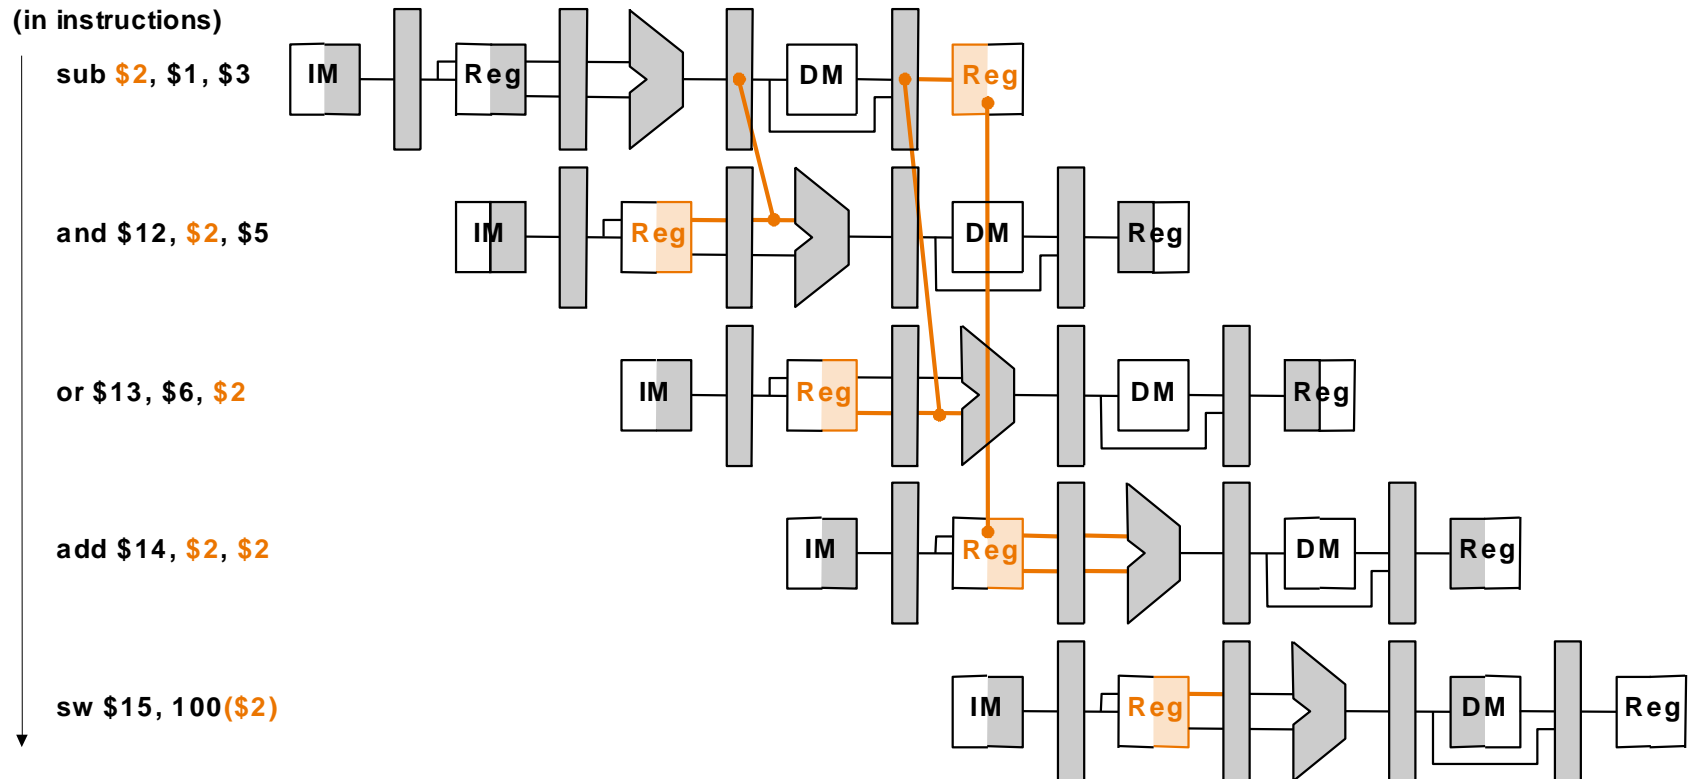 (in instructions)
sub $2, $1, $3 IM Reg DM Reg
and $12, $2, $5 IM Reg DM Reg
or $13, $6, $2 IM Reg DM Reg
add $14, $2, $2 IM Reg DM Reg
sw $15, 100($2) IM Reg DM Reg